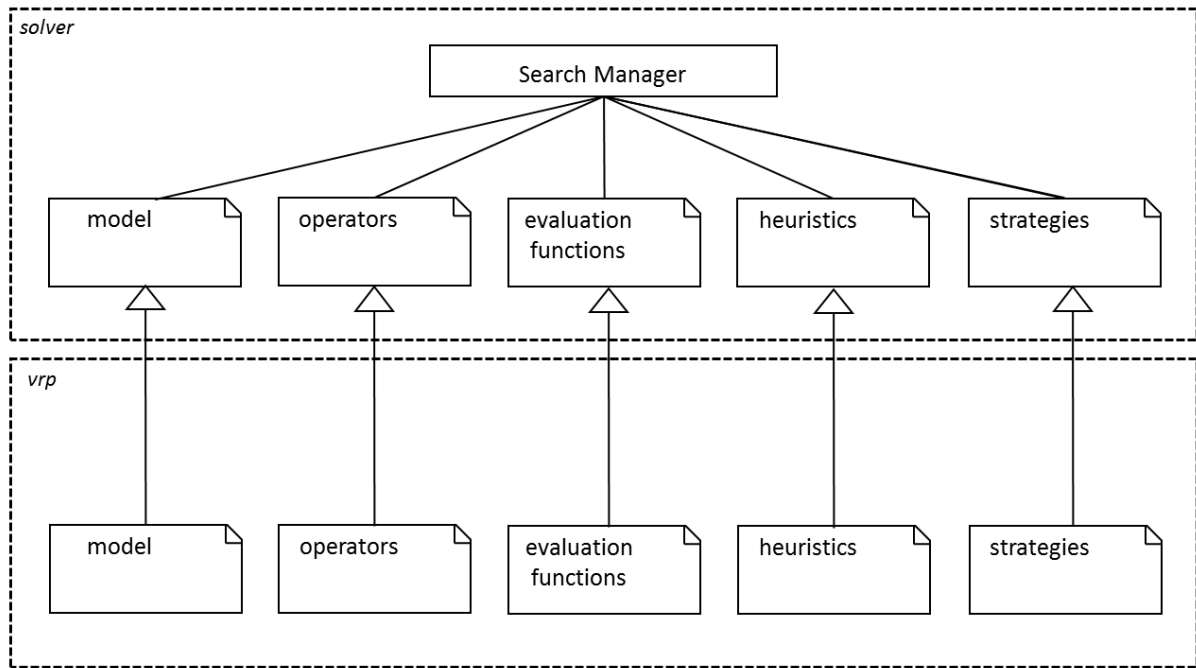 solver
Search Manager
model
operators
evaluation
functions
heuristics
strategies
vrp
model
operators
evaluation
functions
heuristics
strategies